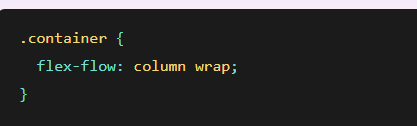 .container {
  flex-flow: column wrap;
}